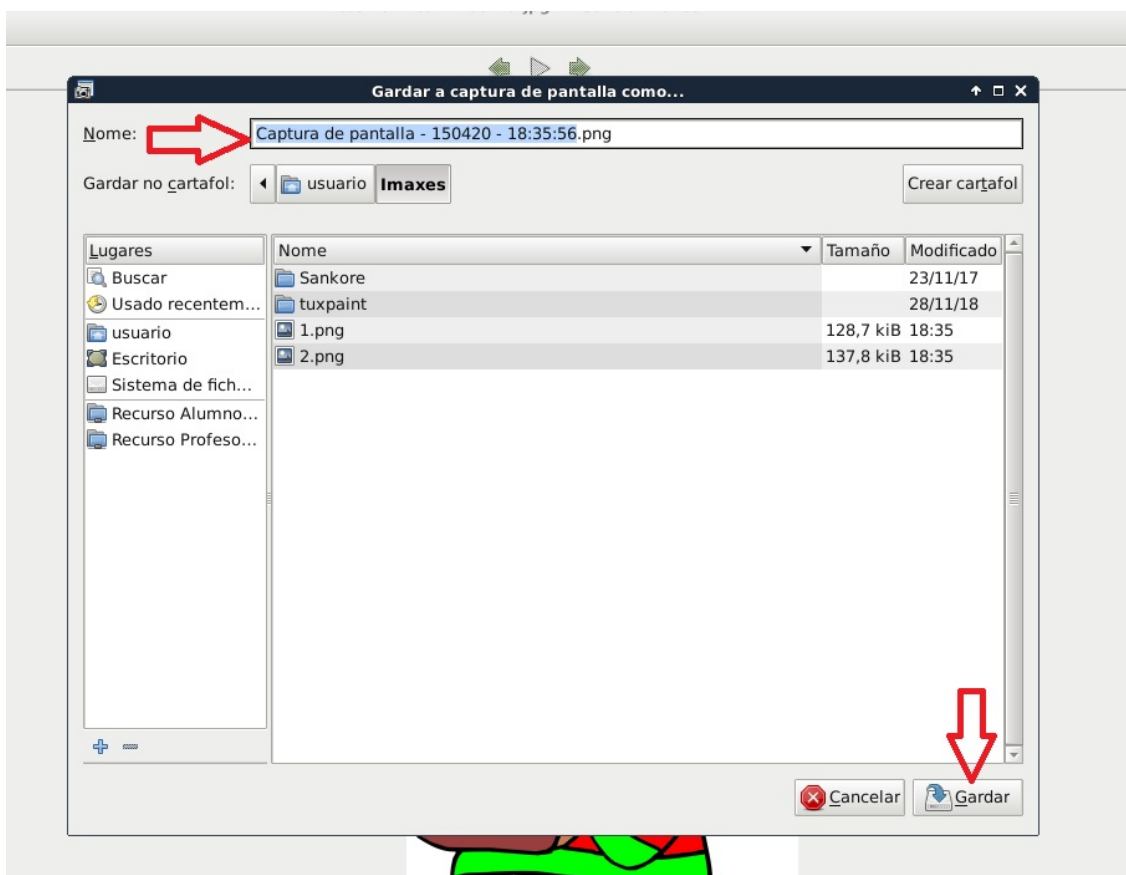 Gardar a captura de pantalla como...
Nome: Captura de pantalla - 150420 - 18:35:56.png
Gardar no cartafol: usuario Imaxes Crear cartafol
Lugares Nome Tamaño Modificado
Buscar Sankore 23/11/17
Usado recentem... tuxpaint 28/11/18
usuario 1.png 128,7 kiB 18:35
Escritorio 2.png 137,8 kiB 18:35
Sistema de fich...
Recurso Alumno...
Recurso Profeso...
Cancelar Gardar